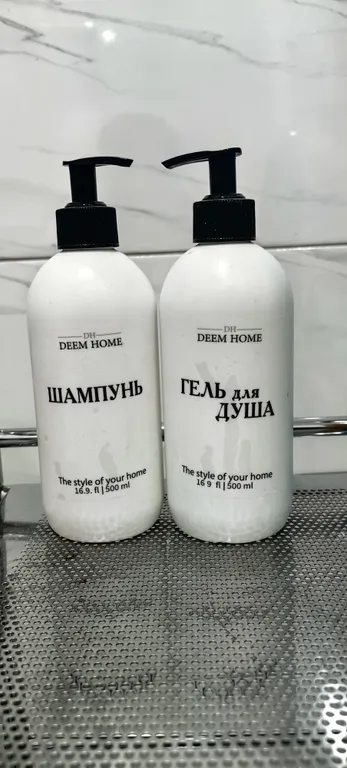 DH
DEEM HOME
ШАМПУНЬ
The style of your home
16.9. fl | 500 ml
DH
DEEM HOME
ГЕЛЬ для
ДУША
The style of your home
16 9 fl | 500 ml